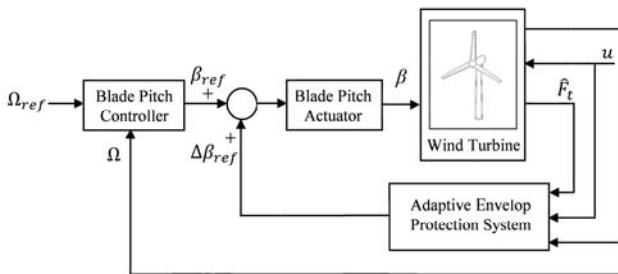 Ω_ref
Blade Pitch
Controller
β_ref
+
Ω
Δβ_ref
+
Blade Pitch
Actuator
β
Wind Turbine
u
F̂_t
Adaptive Envelop
Protection System